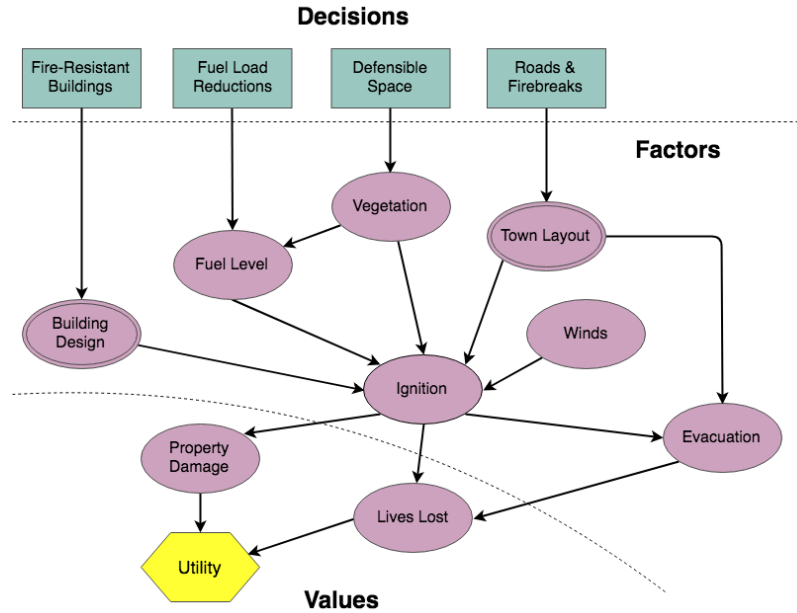 Decisions
Fire-Resistant
Buildings
Fuel Load
Reductions
Defensible
Space
Roads &
Firebreaks
Factors
Vegetation
Town Layout
Fuel Level
Building
Design
Winds
Ignition
Property
Damage
Evacuation
Lives Lost
Utility
Values